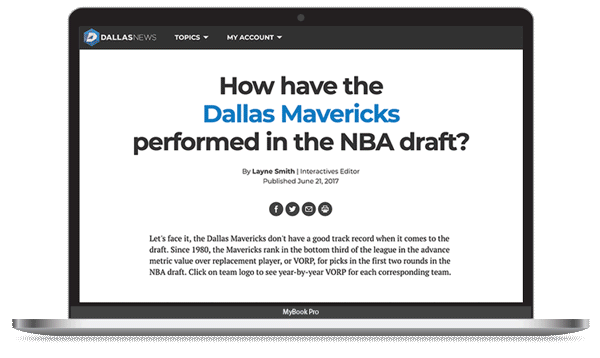 DALLASNEWS TOPICS MY ACCOUNT
How have the
Dallas Mavericks
performed in the NBA draft?
By Layne Smith | Interactives Editor
Published June 21, 2017
Let's face it, the Dallas Mavericks don't have a good track record when it comes to the
draft. Since 1980, the Mavericks rank in the bottom third of the league in the advance
metric value over replacement player, or VORP, for picks in the first two rounds in the
NBA draft. Click on team logo to see year-by-year VORP for each corresponding team.
MyBook Pro